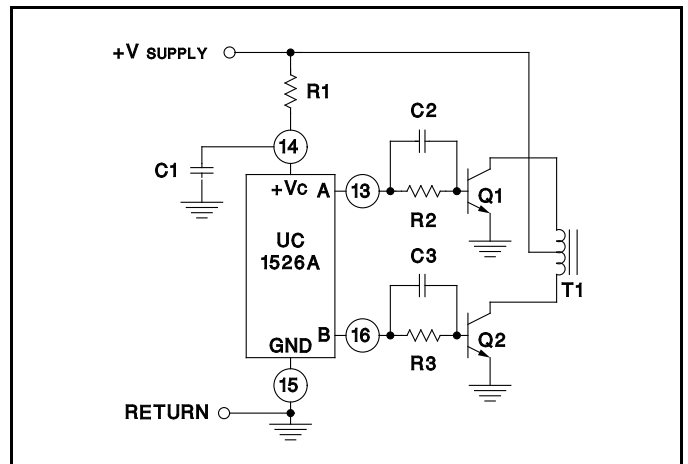 +V SUPPLY
R1
C2
14
C1
+VC A
13
Q1
R2
UC
1526A
C3
T1
B
16
Q2
GND
R3
15
RETURN